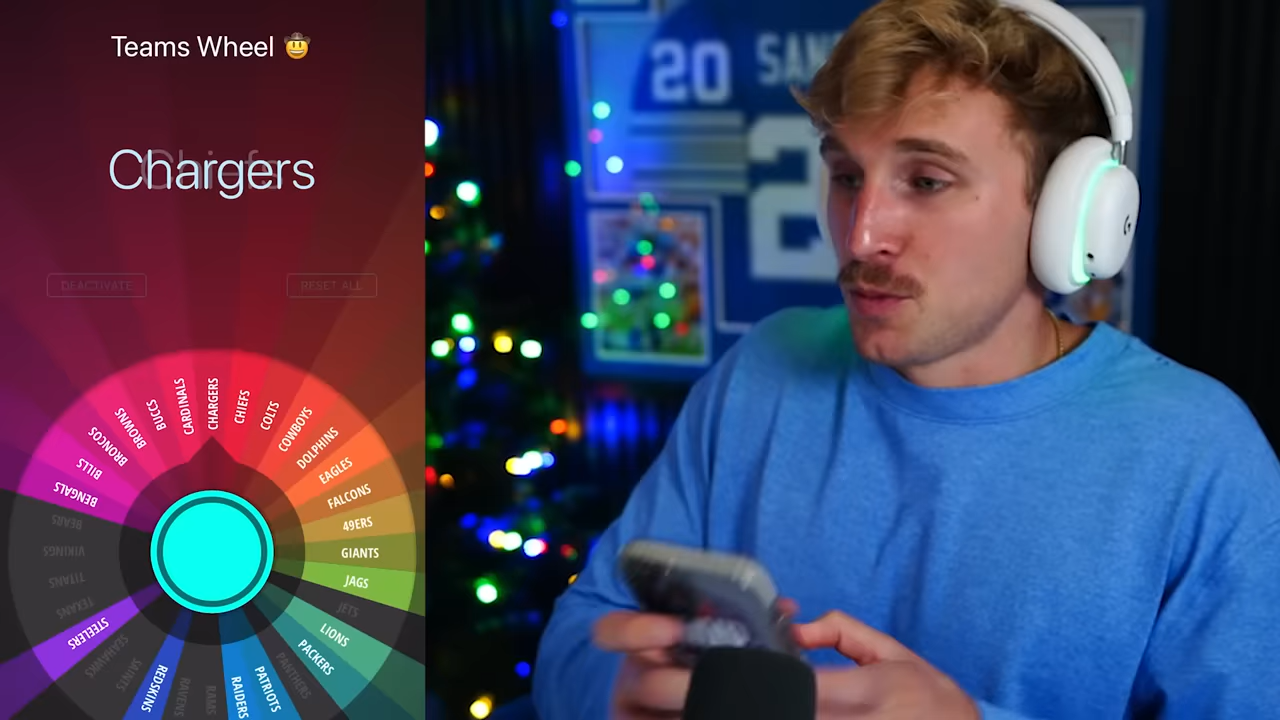 Teams Wheel 🤠
Chargers
DEACTIVATE
RESET ALL
BENGALS
BILLS
BRONCOS
BROWNS
BUCCS
CARDINALS
CHARGERS
CHIEFS
COLTS
COWBOYS
DOLPHINS
EAGLES
FALCONS
49ERS
GIANTS
JAGS
JETS
LIONS
PACKERS
PANTHERS
PATRIOTS
RAIDERS
RAMS
RAVENS
REDSKINS
SAINTS
SEAHAWKS
STEELERS
TEXANS
TITANS
VIKINGS
BEARS
20
SAN
2